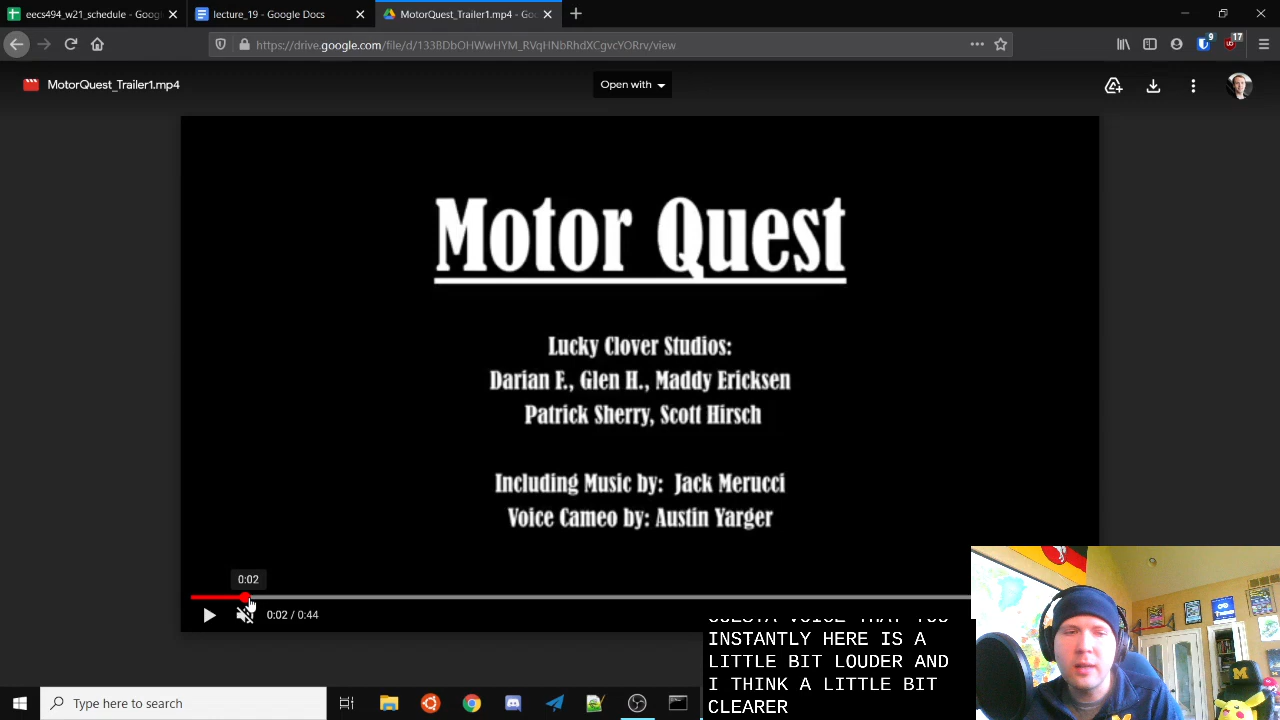 eecs494_w21_schedule - Goog
lecture_19 - Google Docs
MotorQuest_Trailer1.mp4 - Goo
https://drive.google.com/file/d/133BDbOHWwHYM_RVqHNbRhdXCgvcYORrv/view
9
17
MotorQuest_Trailer1.mp4
Open with
Motor Quest
Lucky Clover Studios:
Darian F., Glen H., Maddy Ericksen
Patrick Sherry, Scott Hirsch
Including Music by: Jack Merucci
Voice Cameo by: Austin Yarger
0:02
0:02 / 0:44
INSTANTLY HERE IS A
LITTLE BIT LOUDER AND
I THINK A LITTLE BIT
CLEARER
Type here to search